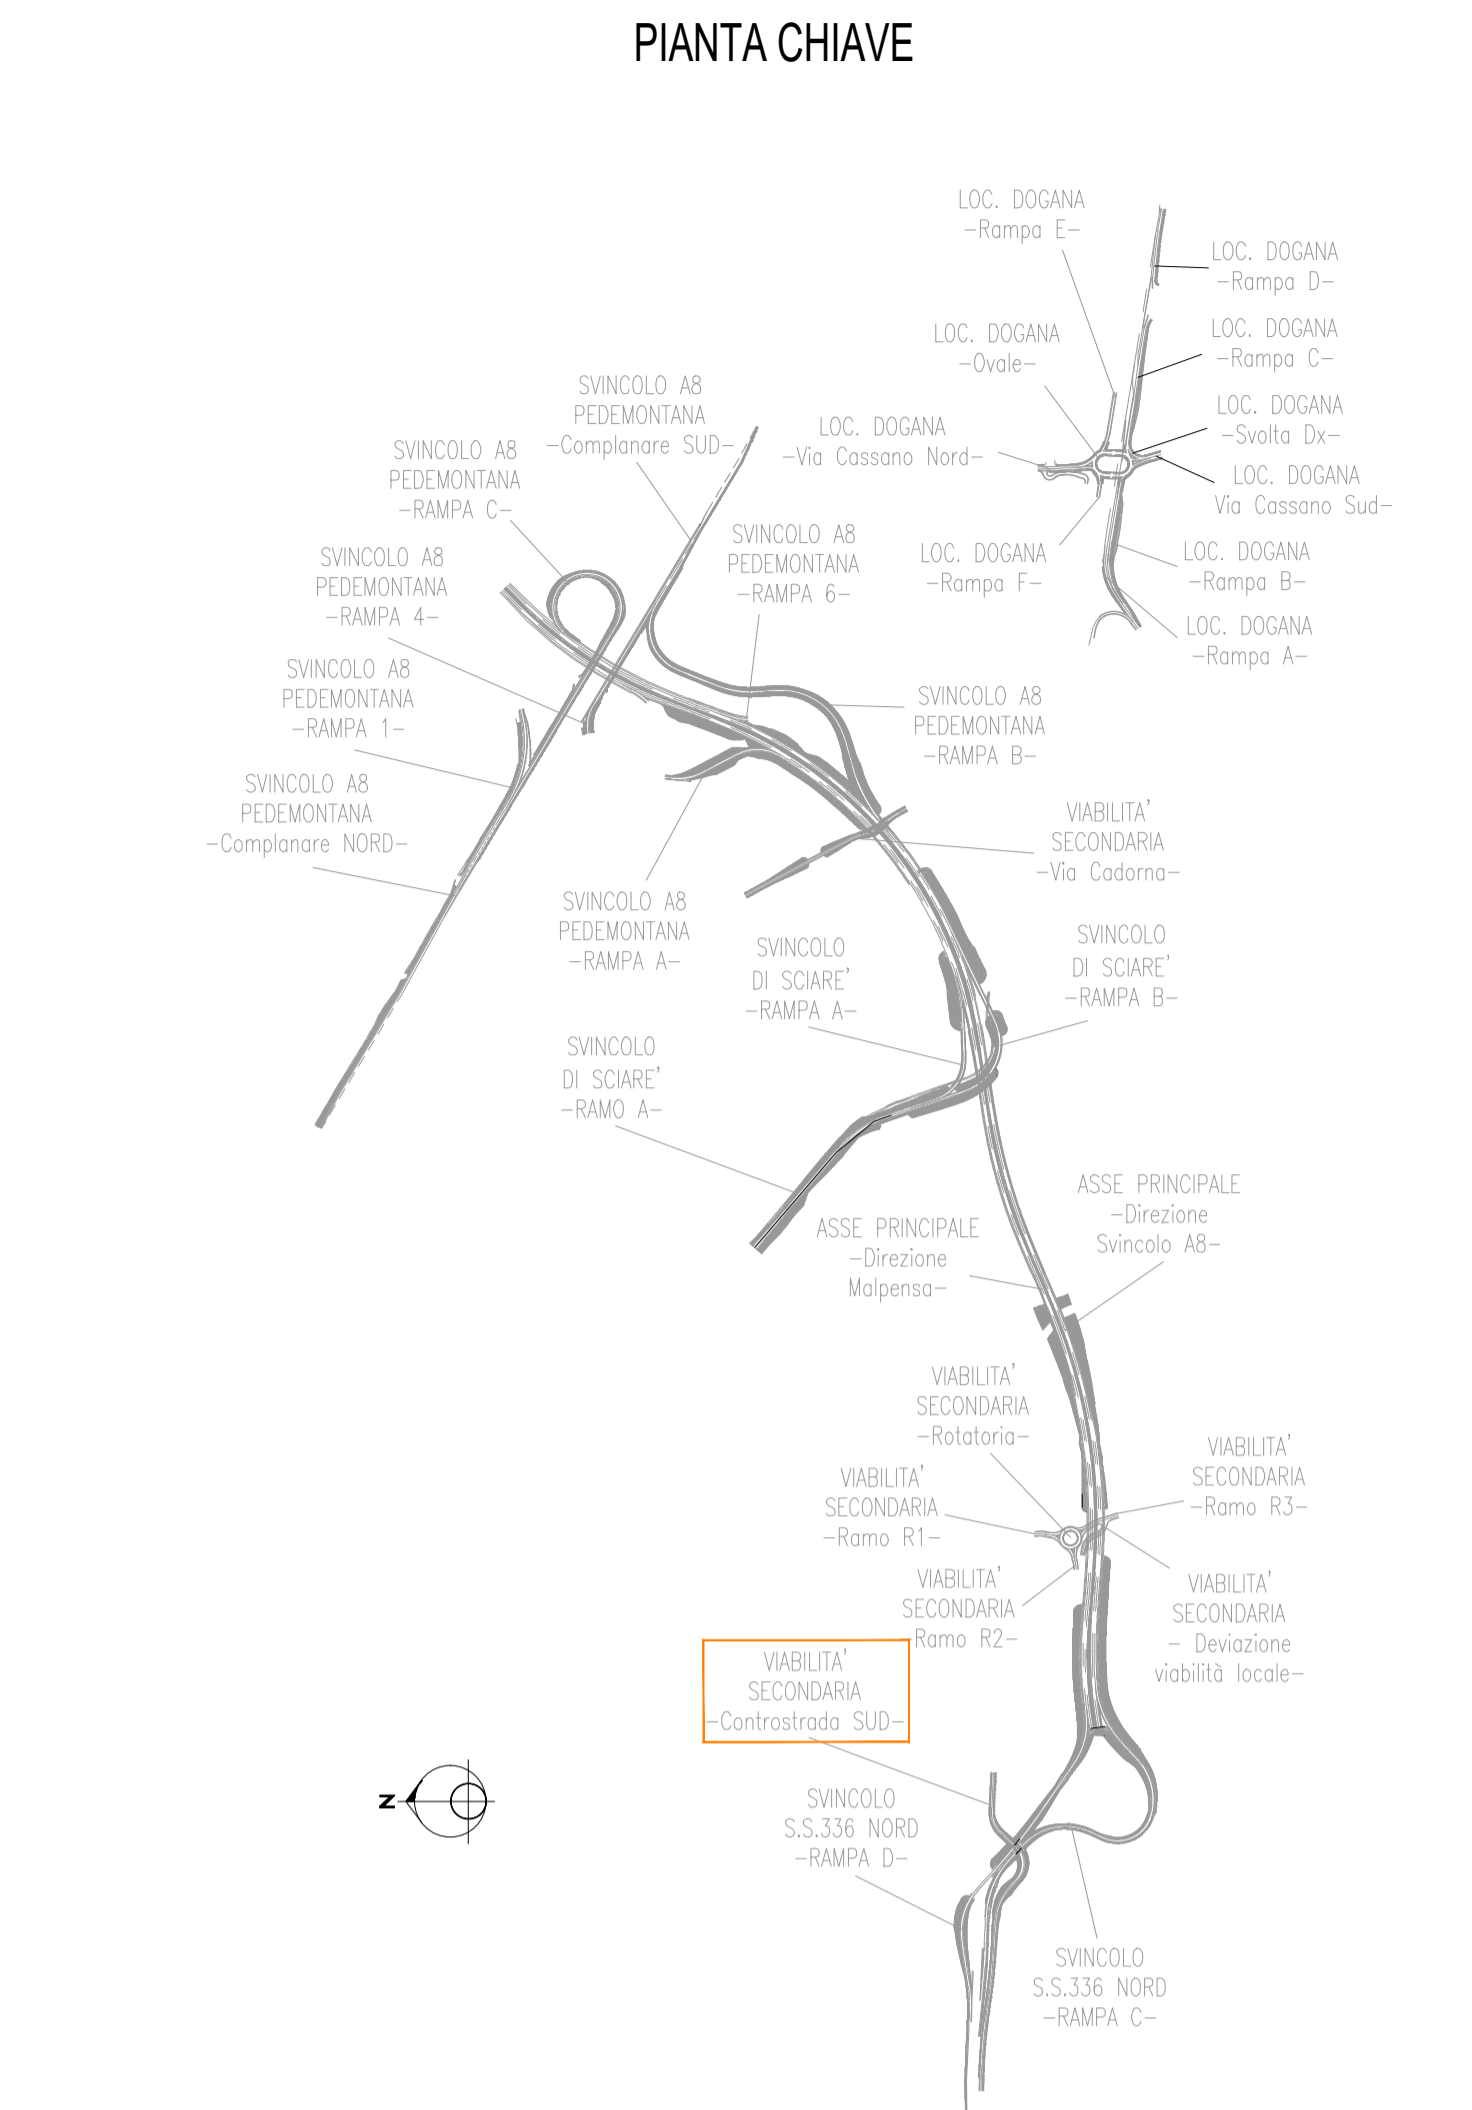 PIANTA CHIAVE
LOC. DOGANA
-Rampa E-
LOC. DOGANA
-Rampa D-
LOC. DOGANA
-Ovale-
LOC. DOGANA
-Rampa C-
SVINCOLO A8
PEDEMONTANA
-Complanare SUD-
LOC. DOGANA
-Svolta Dx-
LOC. DOGANA
-Via Cassano Nord-
SVINCOLO A8
PEDEMONTANA
-RAMPA C-
LOC. DOGANA
Via Cassano Sud-
SVINCOLO A8
PEDEMONTANA
-RAMPA 6-
LOC. DOGANA
-Rampa F-
LOC. DOGANA
-Rampa B-
SVINCOLO A8
PEDEMONTANA
-RAMPA 4-
LOC. DOGANA
-Rampa A-
SVINCOLO A8
PEDEMONTANA
-RAMPA 1-
SVINCOLO A8
PEDEMONTANA
-RAMPA B-
SVINCOLO A8
PEDEMONTANA
-Complanare NORD-
VIABILITA'
SECONDARIA
-Via Cadorna-
SVINCOLO A8
PEDEMONTANA
-RAMPA A-
SVINCOLO
DI SCIARE'
-RAMPA A-
SVINCOLO
DI SCIARE'
-RAMPA B-
SVINCOLO
DI SCIARE'
-RAMO A-
ASSE PRINCIPALE
-Direzione
Svincolo A8-
ASSE PRINCIPALE
-Direzione
Malpensa-
VIABILITA'
SECONDARIA
-Rotatoria-
VIABILITA'
SECONDARIA
-Ramo R3-
VIABILITA'
SECONDARIA
-Ramo R1-
VIABILITA'
SECONDARIA
-Ramo R2-
VIABILITA'
SECONDARIA
- Deviazione
viabilità locale-
VIABILITA'
SECONDARIA
-Controstrada SUD-
N
SVINCOLO
S.S.336 NORD
-RAMPA D-
SVINCOLO
S.S.336 NORD
-RAMPA C-